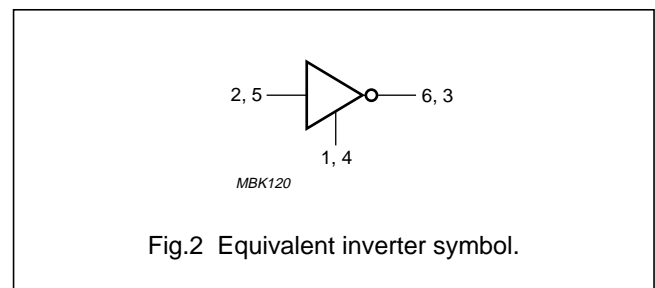 2, 5
6, 3
1, 4
MBK120
Fig.2 Equivalent inverter symbol.